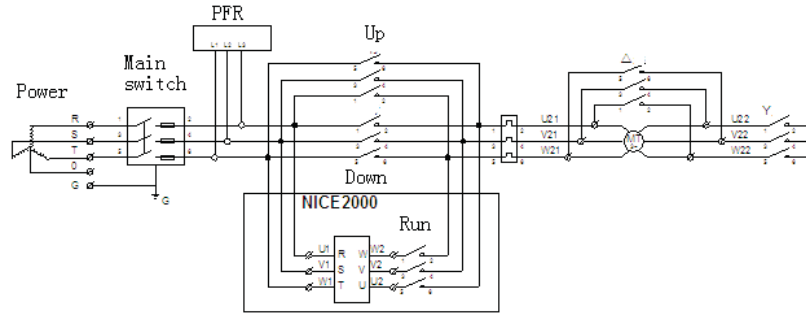 PFR
L1 L2 L3
Up
Main
switch
Power
R
S
T
0
G
G
Down
NICE2000
Run
U1 R W W2
V1 S V V2
W1 T U U2
U21
V21
W21
MT
△
U22 Y
V22
W22